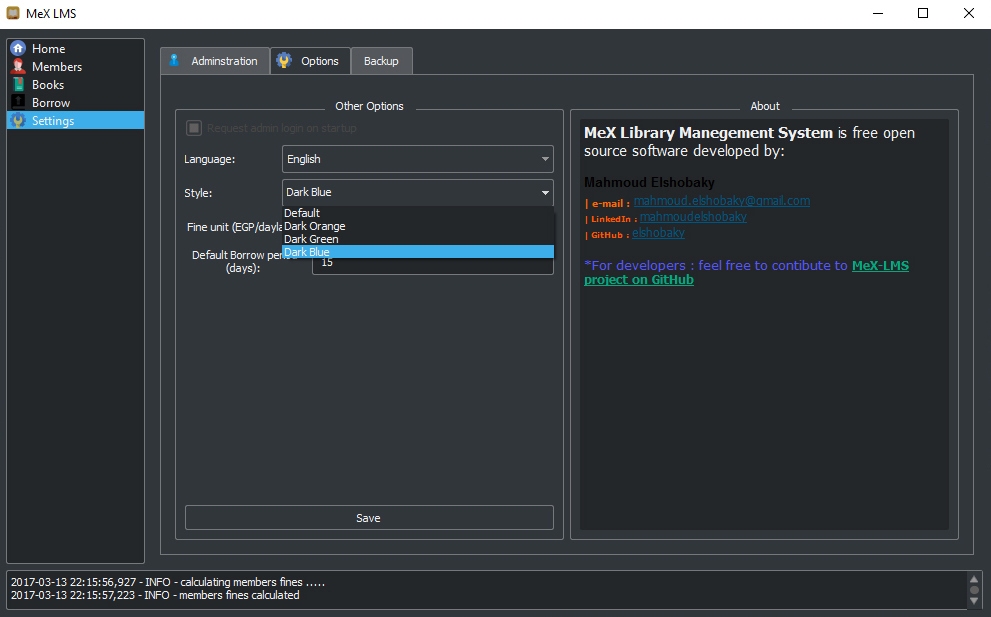 MeX LMS
Home
Members
Books
Borrow
Settings
Adminstration
Options
Backup
Other Options
Request admin login on startup
Language:
English
Style:
Dark Blue
Default
Dark Orange
Dark Green
Dark Blue
Fine unit (EGP/day
Default Borrow
(days):
15
Save
About
MeX Library Manegement System is free open
source software developed by:
Mahmoud Elshobaky
| e-mail : mahmoud.elshobaky@gmail.com
| LinkedIn : mahmoudelshobaky
| GitHub : elshobaky
*For developers : feel free to contibute to MeX-LMS
project on GitHub
2017-03-13 22:15:56,927 - INFO - calculating members fines .....
2017-03-13 22:15:57,223 - INFO - members fines calculated